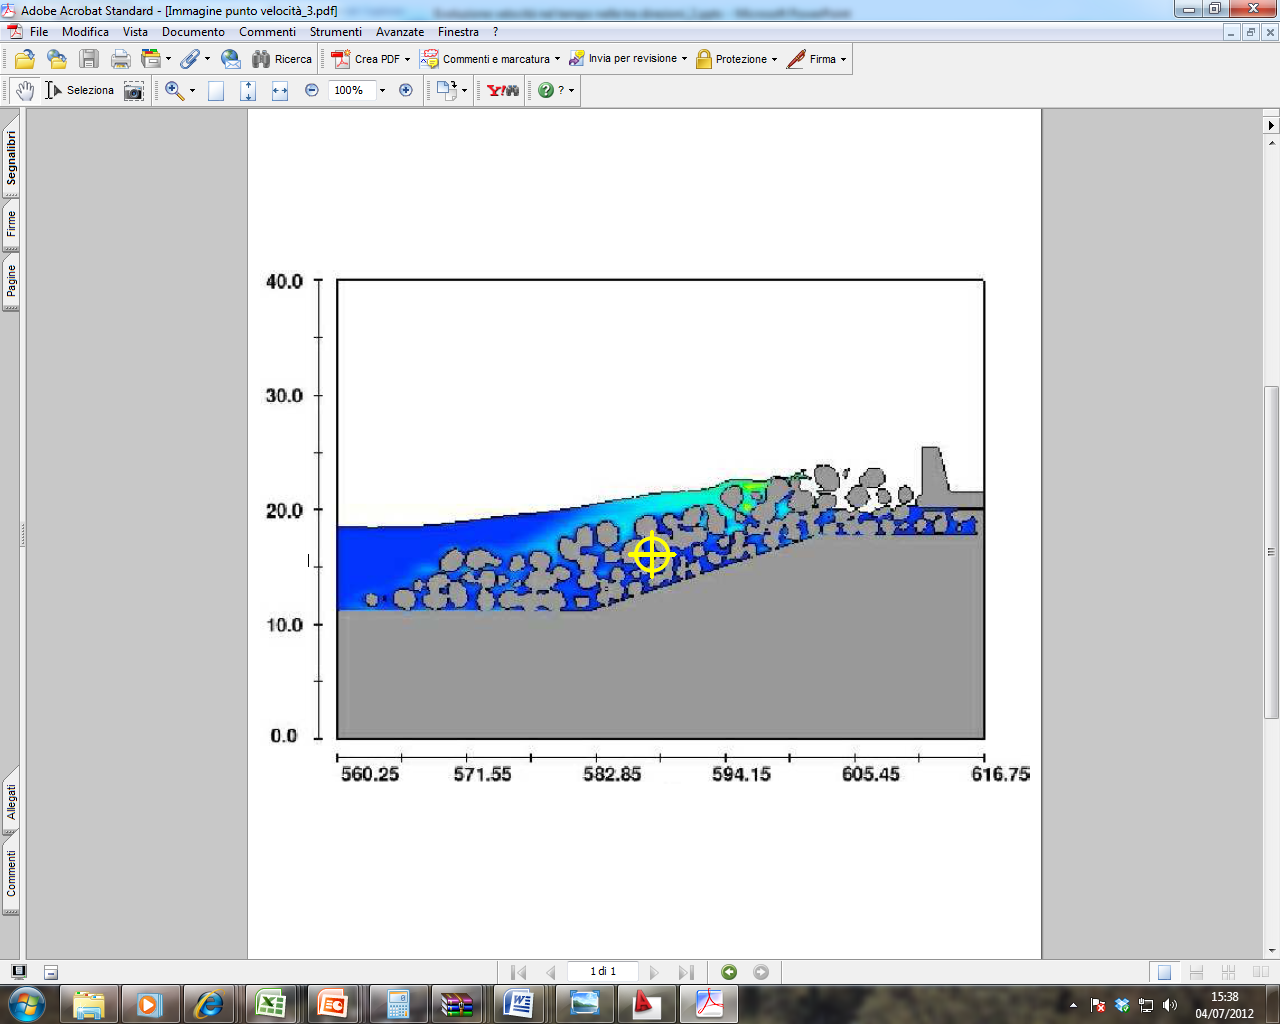 Adobe Acrobat Standard - [Immagine punto velocità_3.pdf]
File Modifica Vista Documento Commenti Strumenti Avanzate Finestra ?
Ricerca Crea PDF Commenti e marcatura Invia per revisione Protezione Firma
Seleziona 100% Y! ?
Segnalibri
Firme
Pagine
Allegati
Commenti
40.0
30.0
20.0
10.0
0.0
560.25 571.55 582.85 594.15 605.45 616.75
1 di 1
15:38
04/07/2012